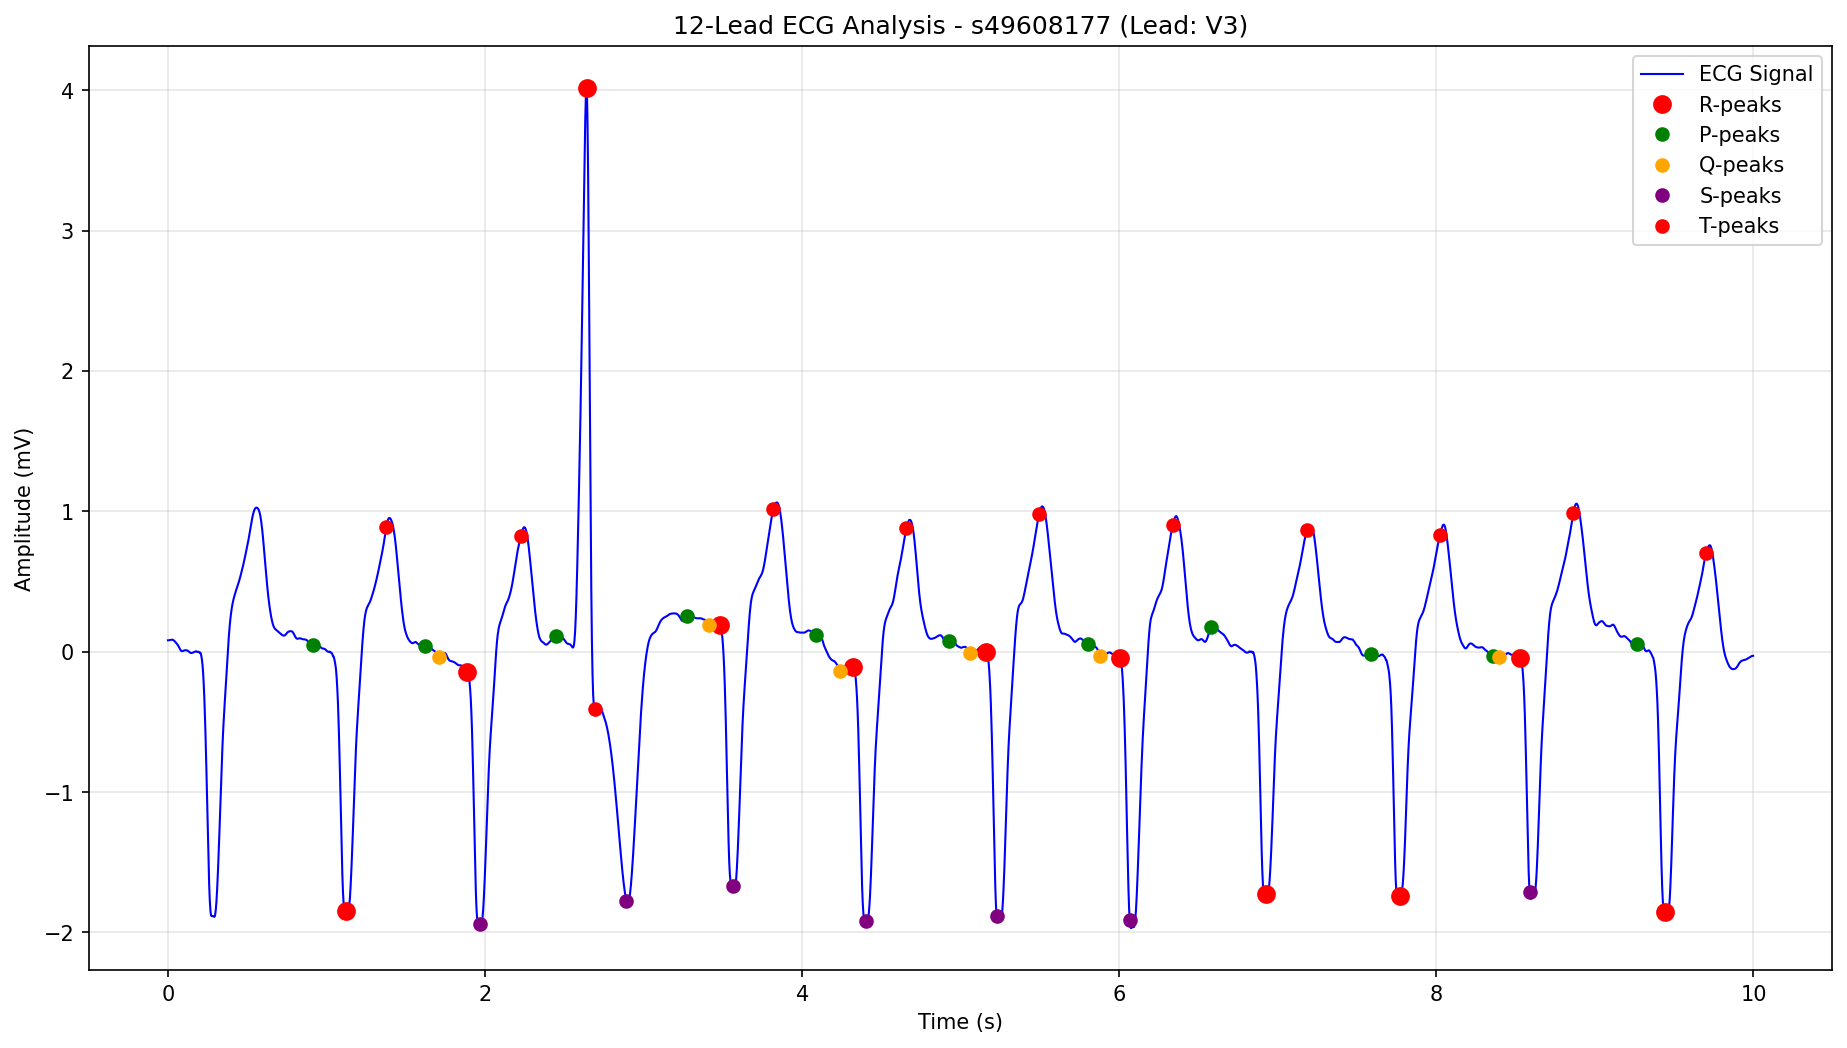 12-Lead ECG Analysis - s49608177 (Lead: V3)
ECG Signal
R-peaks
P-peaks
Q-peaks
S-peaks
T-peaks
4
3
2
1
0
−1
−2
Amplitude (mV)
0 2 4 6 8 10
Time (s)